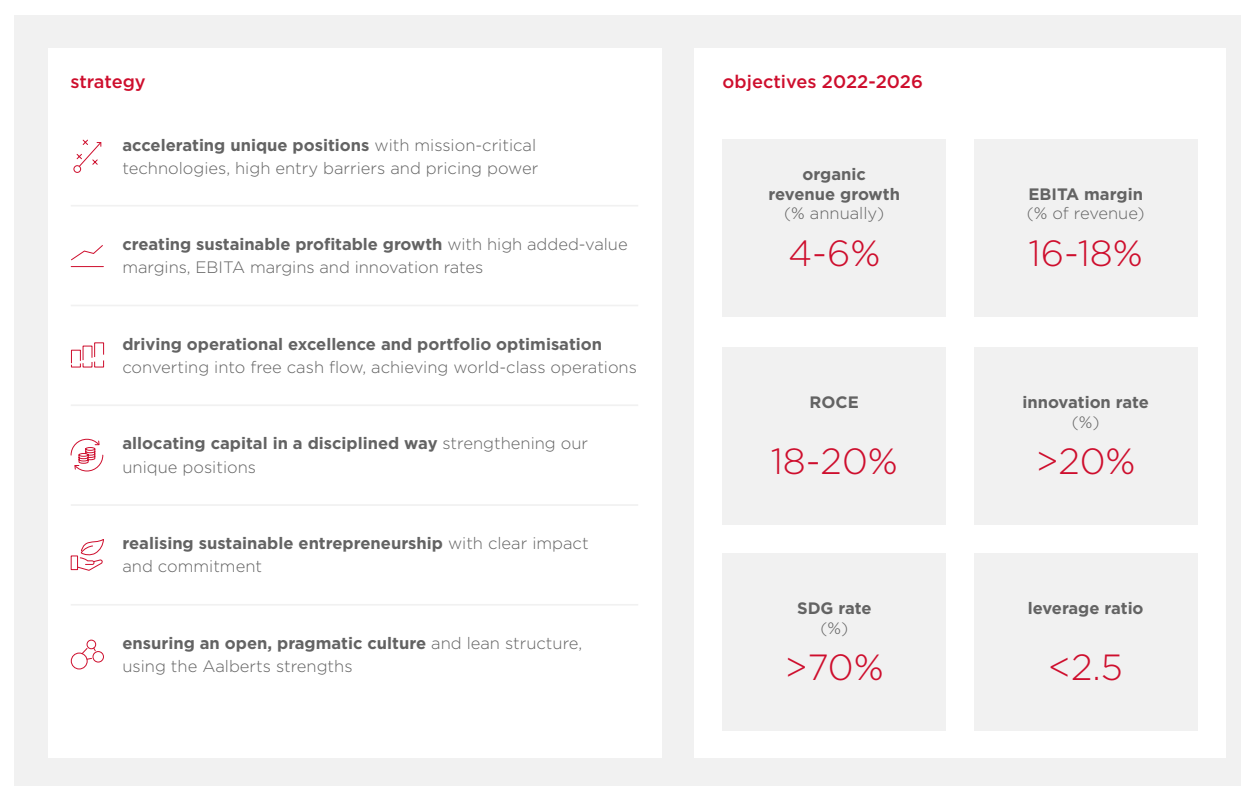 strategy
accelerating unique positions with mission-critical
technologies, high entry barriers and pricing power
creating sustainable profitable growth with high added-value
margins, EBITA margins and innovation rates
driving operational excellence and portfolio optimisation
converting into free cash flow, achieving world-class operations
allocating capital in a disciplined way strengthening our
unique positions
realising sustainable entrepreneurship with clear impact
and commitment
ensuring an open, pragmatic culture and lean structure,
using the Aalberts strengths
objectives 2022-2026
organic
revenue growth
(% annually)
4-6%
EBITA margin
(% of revenue)
16-18%
ROCE
18-20%
innovation rate
(%)
>20%
SDG rate
(%)
>70%
leverage ratio
<2.5